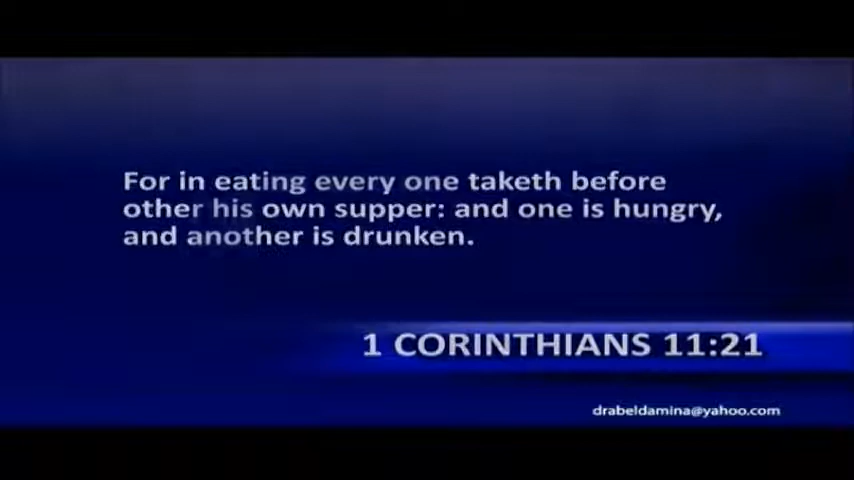 For in eating every one taketh before
other his own supper: and one is hungry,
and another is drunken.
1 CORINTHIANS 11:21
drabeldamina@yahoo.com